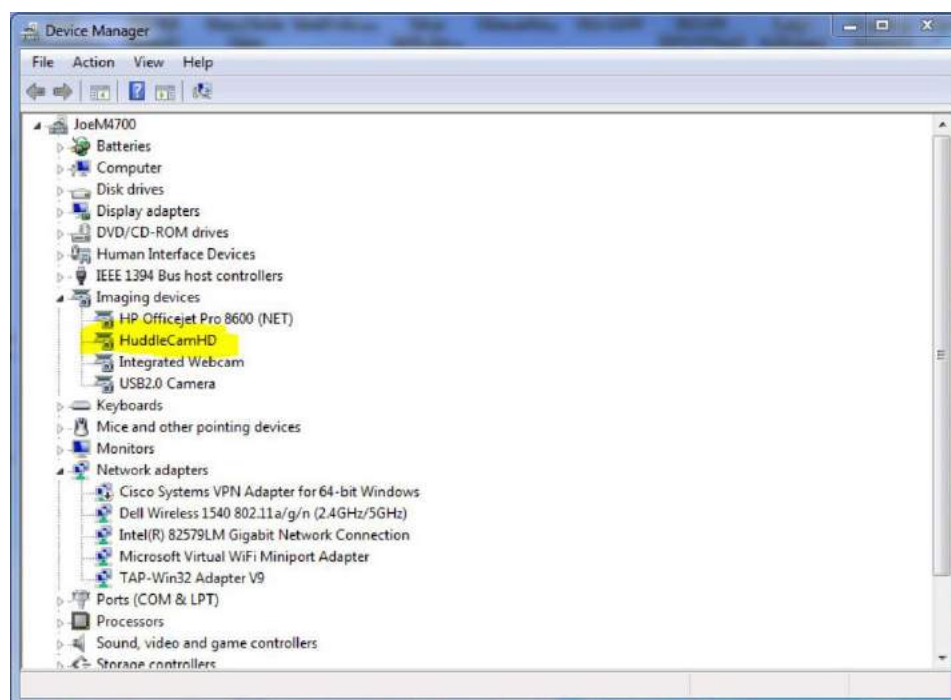 Device Manager
File Action View Help
JoeM4700
Batteries
Computer
Disk drives
Display adapters
DVD/CD-ROM drives
Human Interface Devices
IEEE 1394 Bus host controllers
Imaging devices
HP Officejet Pro 8600 (NET)
HuddleCamHD
Integrated Webcam
USB2.0 Camera
Keyboards
Mice and other pointing devices
Monitors
Network adapters
Cisco Systems VPN Adapter for 64-bit Windows
Dell Wireless 1540 802.11a/g/n (2.4GHz/5GHz)
Intel(R) 82579LM Gigabit Network Connection
Microsoft Virtual WiFi Miniport Adapter
TAP-Win32 Adapter V9
Ports (COM & LPT)
Processors
Sound, video and game controllers
Storage controllers